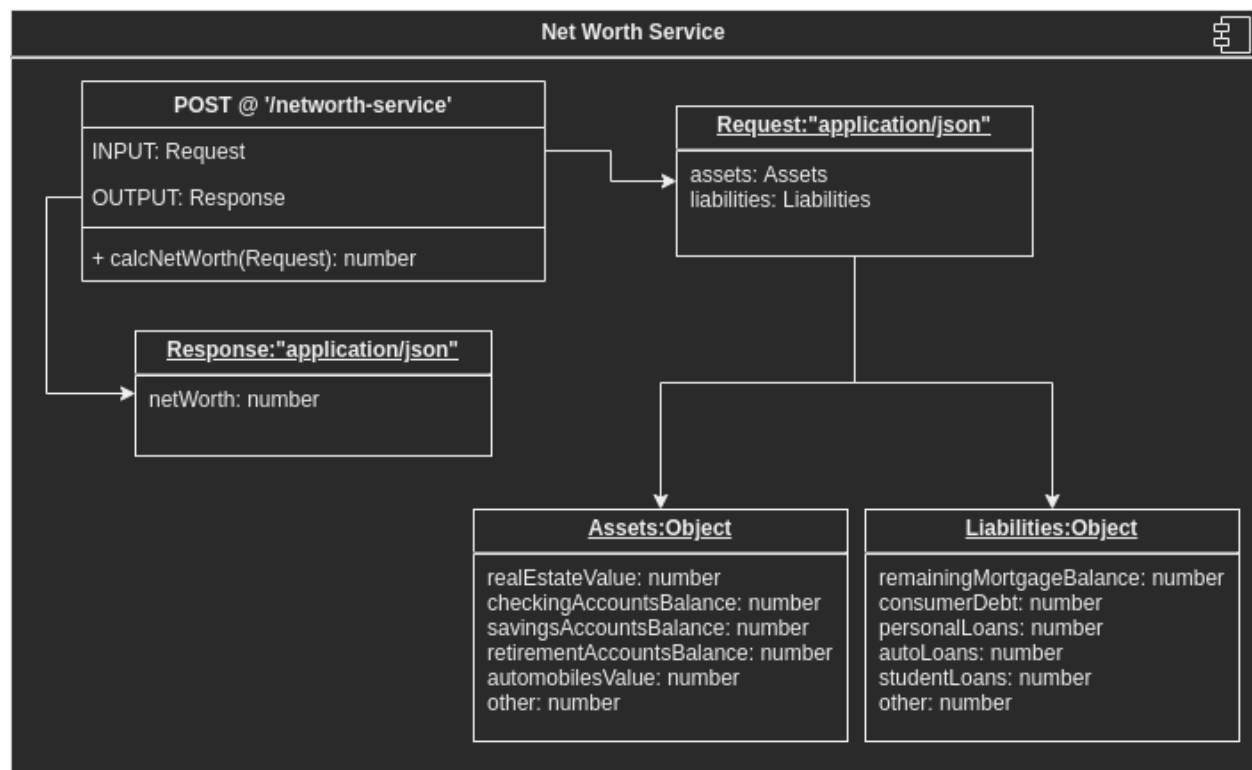 Net Worth Service
POST @ '/networth-service'
INPUT: Request
OUTPUT: Response
+ calcNetWorth(Request): number
Request:"application/json"
assets: Assets
liabilities: Liabilities
Response:"application/json"
netWorth: number
Assets:Object
realEstateValue: number
checkingAccountsBalance: number
savingsAccountsBalance: number
retirementAccountsBalance: number
automobilesValue: number
other: number
Liabilities:Object
remainingMortgageBalance: number
consumerDebt: number
personalLoans: number
autoLoans: number
studentLoans: number
other: number